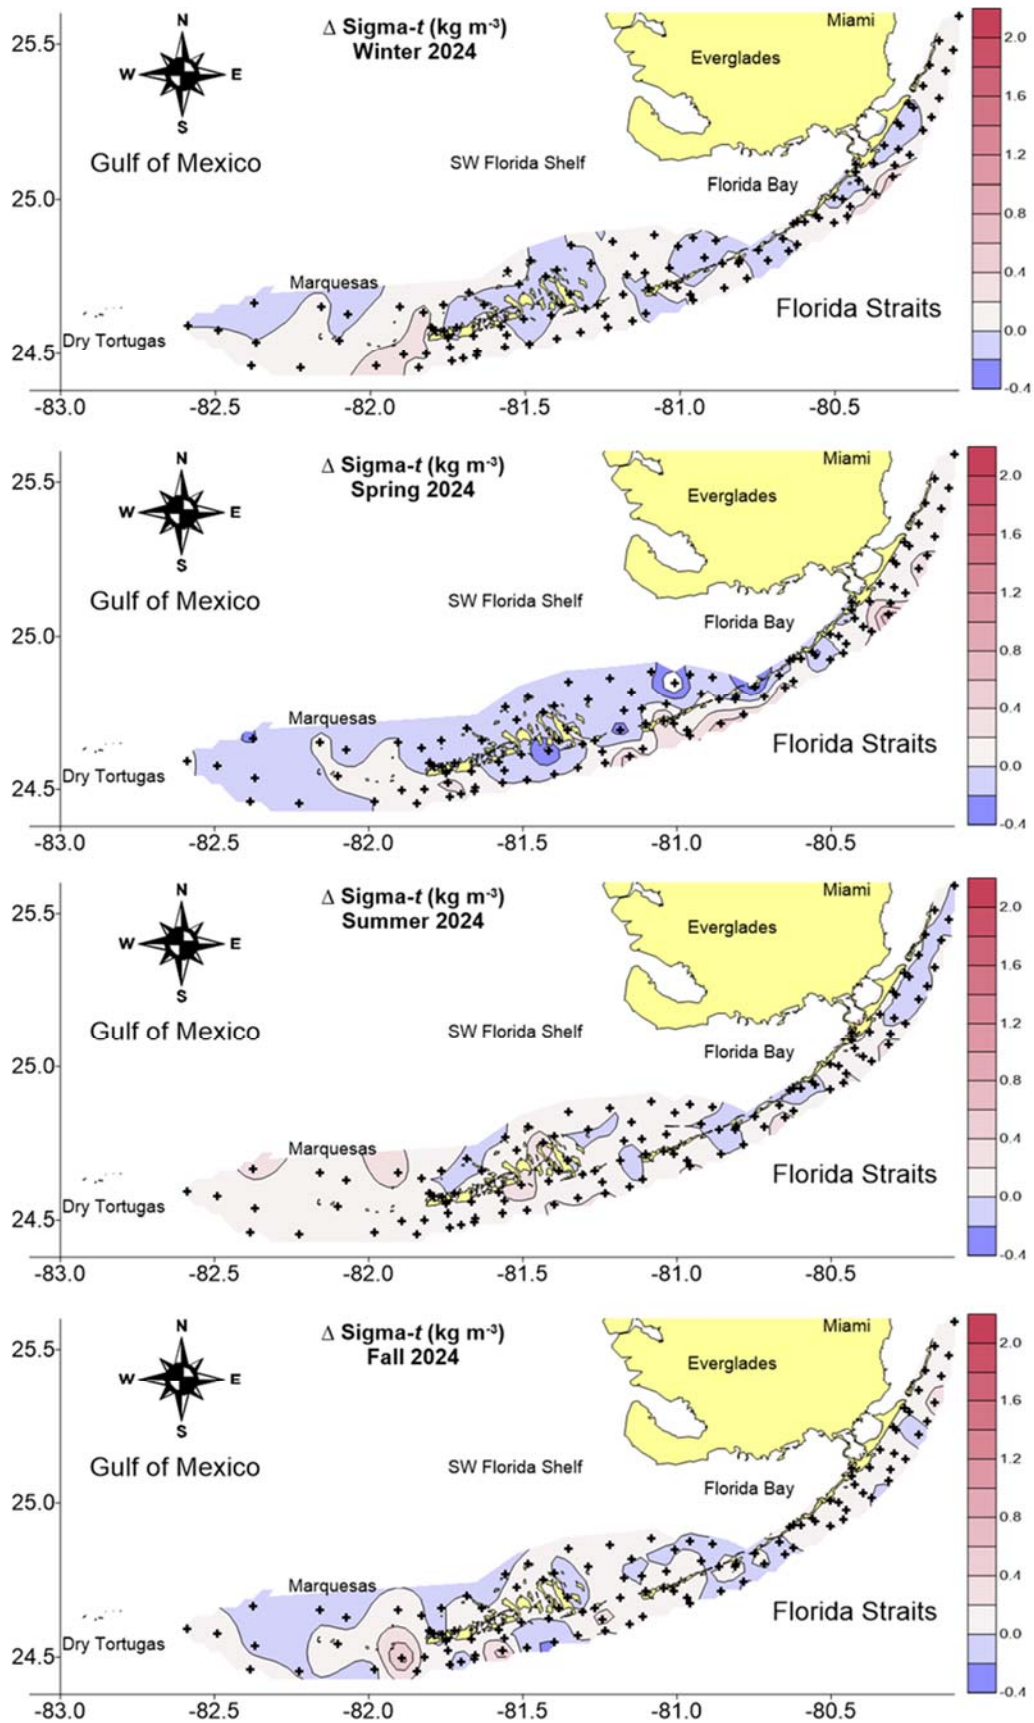 Δ Sigma-t (kg m⁻³)
Winter 2024
N
W E
S
Miami
Everglades
Gulf of Mexico
SW Florida Shelf
Florida Bay
Marquesas
Florida Straits
Dry Tortugas
25.5
25.0
24.5
-83.0 -82.5 -82.0 -81.5 -81.0 -80.5
2.0
1.6
1.2
0.8
0.4
0.0
-0.4
Δ Sigma-t (kg m⁻³)
Spring 2024
N
W E
S
Miami
Everglades
Gulf of Mexico
SW Florida Shelf
Florida Bay
Marquesas
Florida Straits
Dry Tortugas
25.5
25.0
24.5
-83.0 -82.5 -82.0 -81.5 -81.0 -80.5
2.0
1.6
1.2
0.8
0.4
0.0
-0.4
Δ Sigma-t (kg m⁻³)
Summer 2024
N
W E
S
Miami
Everglades
Gulf of Mexico
SW Florida Shelf
Florida Bay
Marquesas
Florida Straits
Dry Tortugas
25.5
25.0
24.5
-83.0 -82.5 -82.0 -81.5 -81.0 -80.5
2.0
1.6
1.2
0.8
0.4
0.0
-0.4
Δ Sigma-t (kg m⁻³)
Fall 2024
N
W E
S
Miami
Everglades
Gulf of Mexico
SW Florida Shelf
Florida Bay
Marquesas
Florida Straits
Dry Tortugas
25.5
25.0
24.5
-83.0 -82.5 -82.0 -81.5 -81.0 -80.5
2.0
1.6
1.2
0.8
0.4
0.0
-0.4